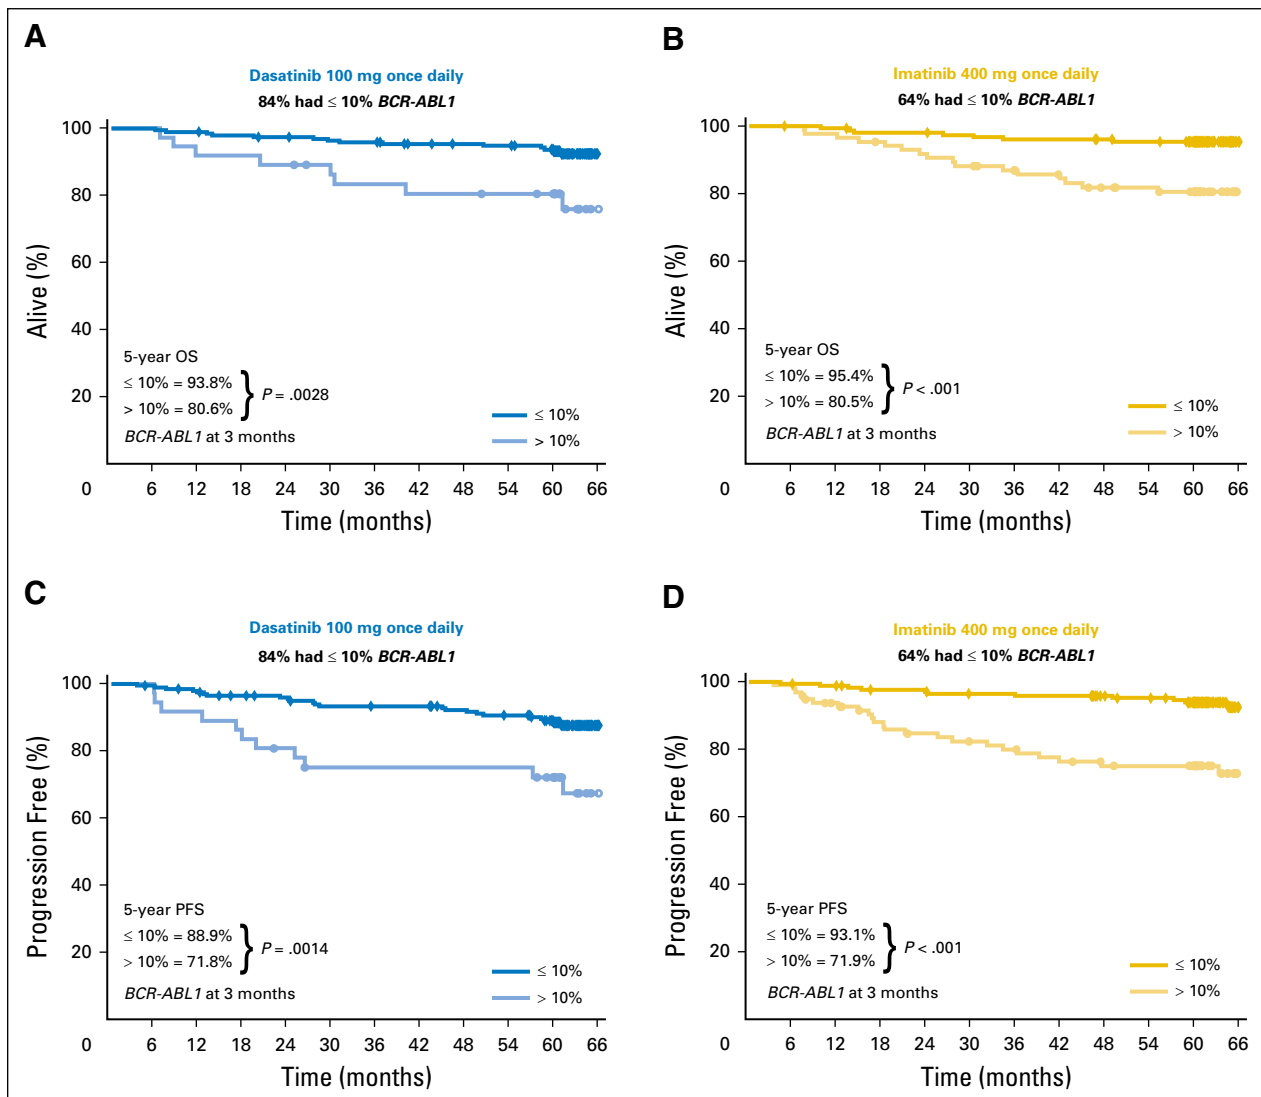 A
Dasatinib 100 mg once daily
84% had ≤ 10% BCR-ABL1
100
80
60
40
20
Alive (%)
5-year OS
≤ 10% = 93.8%
> 10% = 80.6%
P = .0028
BCR-ABL1 at 3 months
≤ 10%
> 10%
0 6 12 18 24 30 36 42 48 54 60 66
Time (months)
B
Imatinib 400 mg once daily
64% had ≤ 10% BCR-ABL1
100
80
60
40
20
Alive (%)
5-year OS
≤ 10% = 95.4%
> 10% = 80.5%
P < .001
BCR-ABL1 at 3 months
≤ 10%
> 10%
0 6 12 18 24 30 36 42 48 54 60 66
Time (months)
C
Dasatinib 100 mg once daily
84% had ≤ 10% BCR-ABL1
100
80
60
40
20
Progression Free (%)
5-year PFS
≤ 10% = 88.9%
> 10% = 71.8%
P = .0014
BCR-ABL1 at 3 months
≤ 10%
> 10%
0 6 12 18 24 30 36 42 48 54 60 66
Time (months)
D
Imatinib 400 mg once daily
64% had ≤ 10% BCR-ABL1
100
80
60
40
20
Progression Free (%)
5-year PFS
≤ 10% = 93.1%
> 10% = 71.9%
P < .001
BCR-ABL1 at 3 months
≤ 10%
> 10%
0 6 12 18 24 30 36 42 48 54 60 66
Time (months)